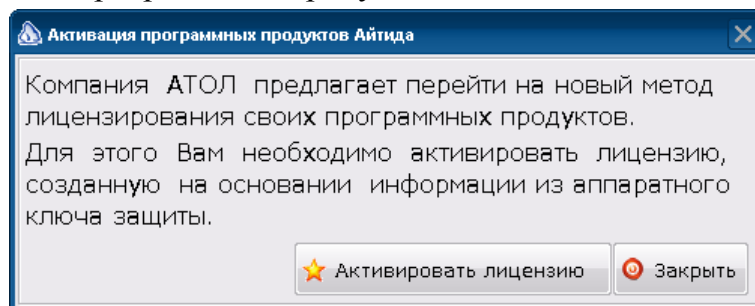 Активация программных продуктов Айтида
Компания АТОЛ предлагает перейти на новый метод
лицензирования своих программных продуктов.
Для этого Вам необходимо активировать лицензию,
созданную на основании информации из аппаратного
ключа защиты.
Активировать лицензию Закрыть